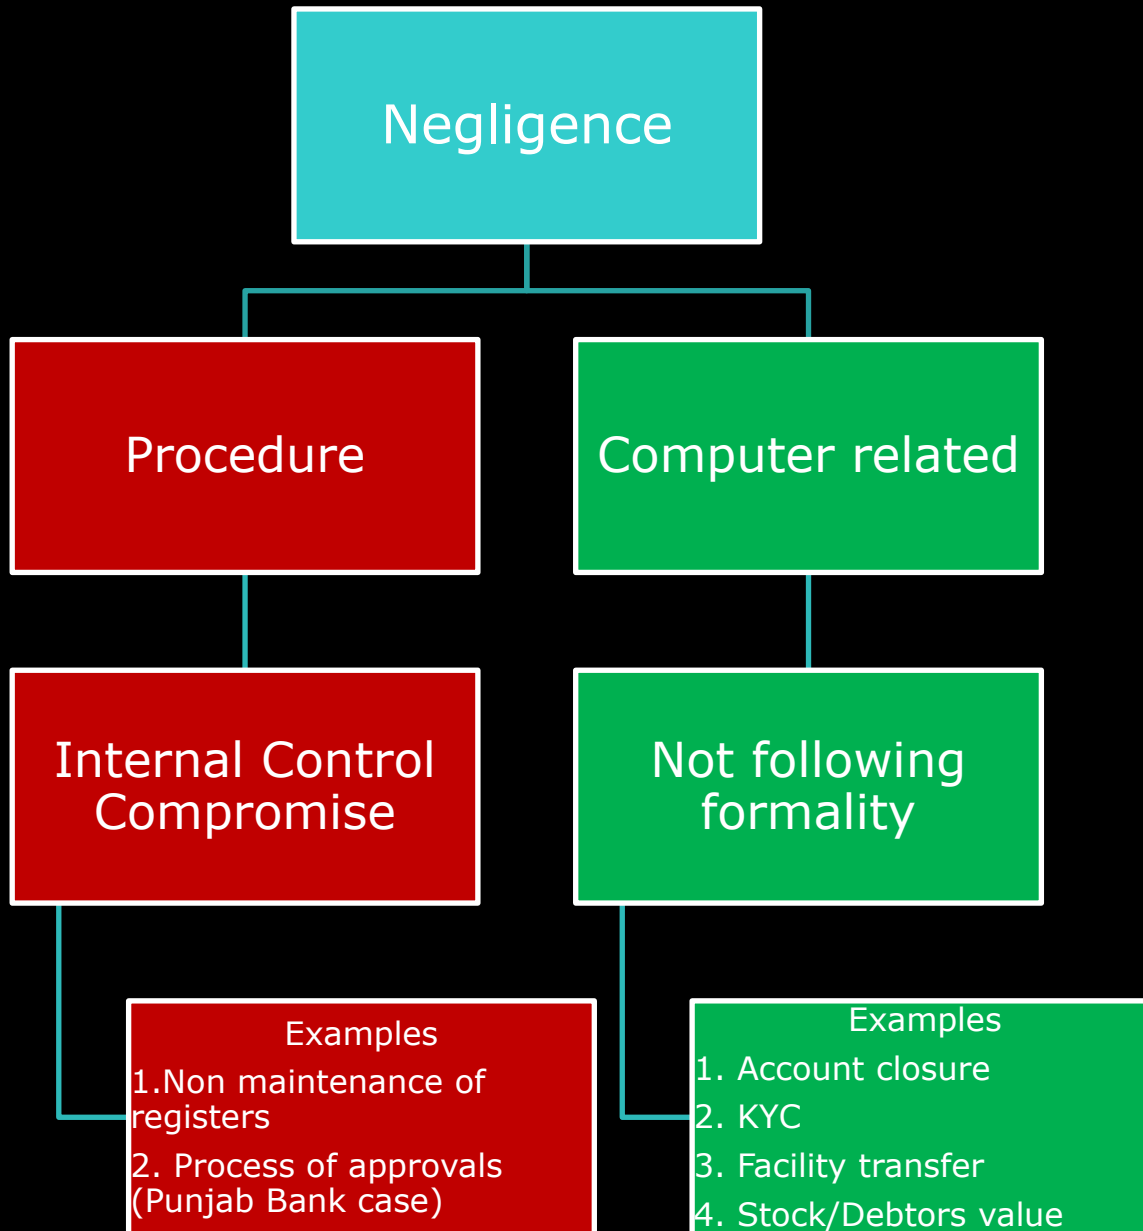 Negligence
Procedure
Computer related
Internal Control
Compromise
Not following
formality
Examples
1.Non maintenance of
registers
2. Process of approvals
(Punjab Bank case)
Examples
1. Account closure
2. KYC
3. Facility transfer
4. Stock/Debtors value